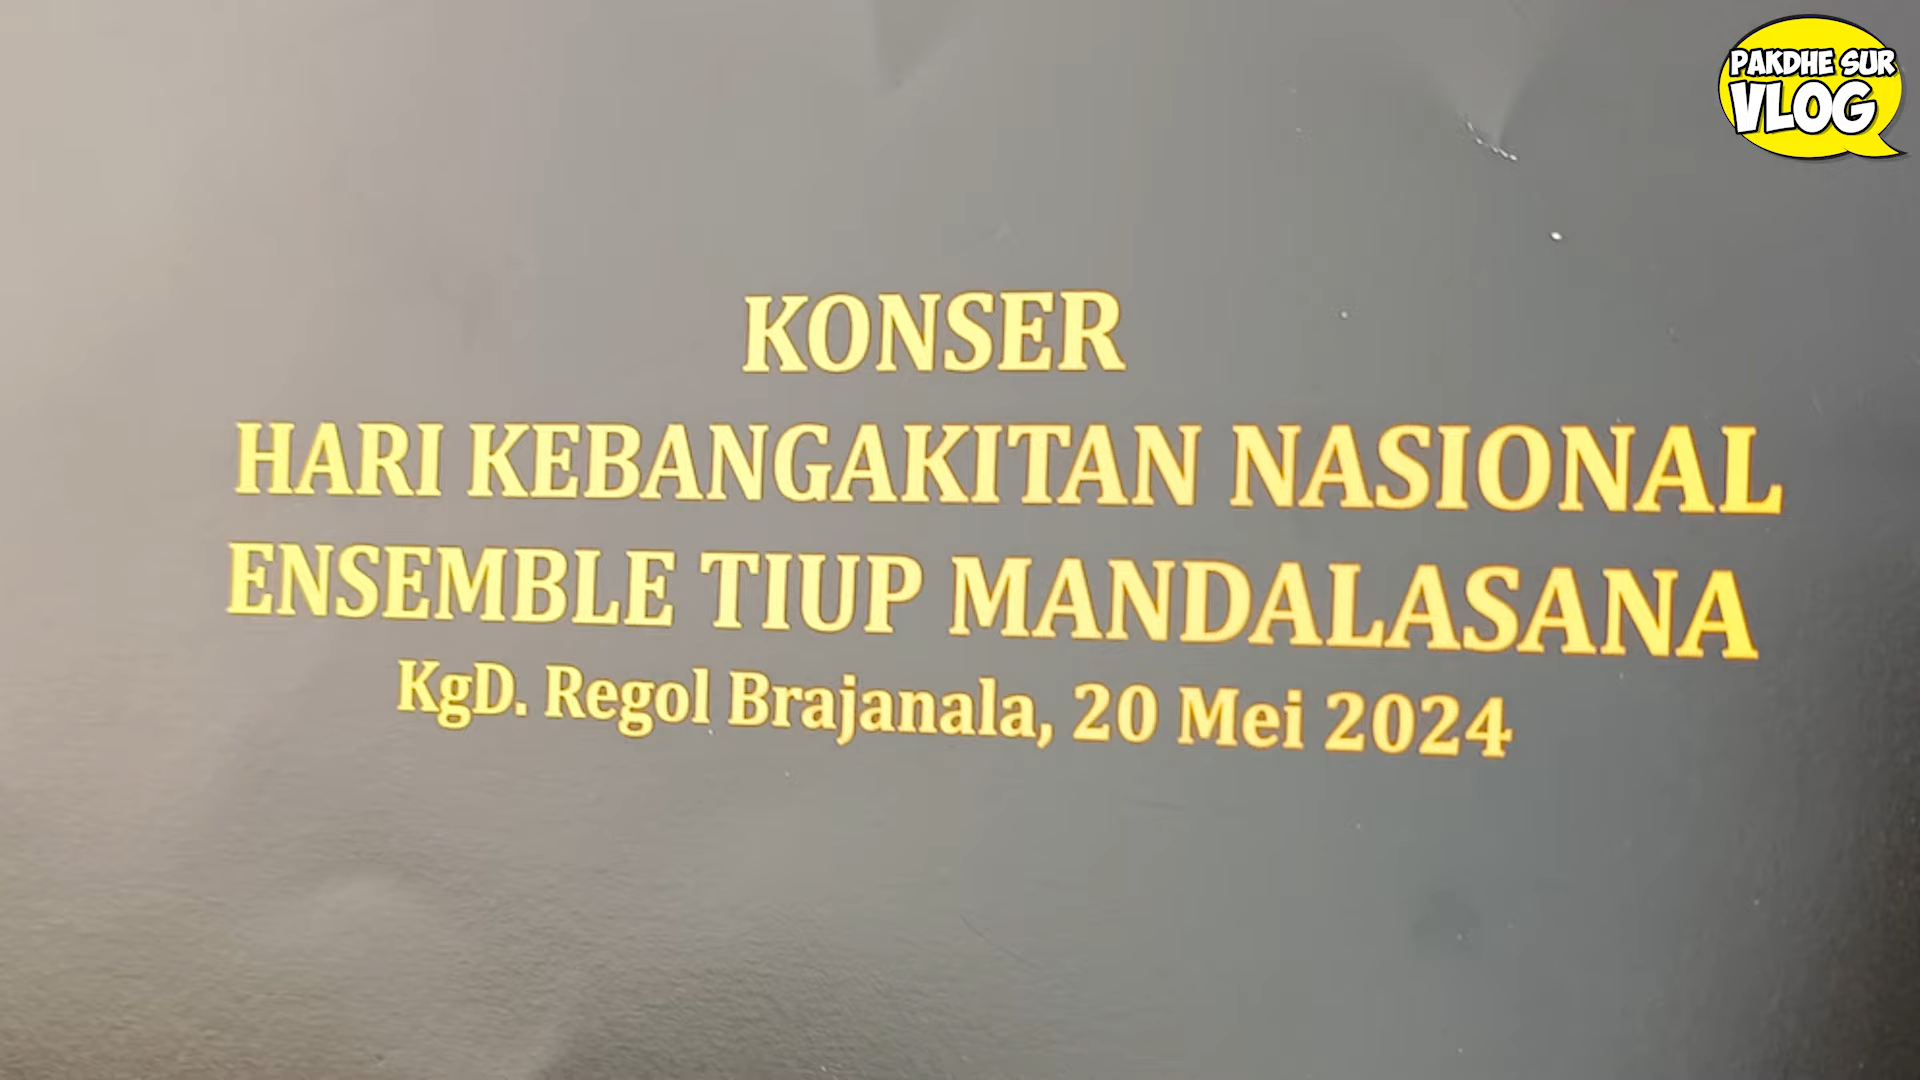 PAKDHE SUR
VLOG
KONSER
HARI KEBANGAKITAN NASIONAL
ENSEMBLE TIUP MANDALASANA
KgD. Regol Brajanala, 20 Mei 2024